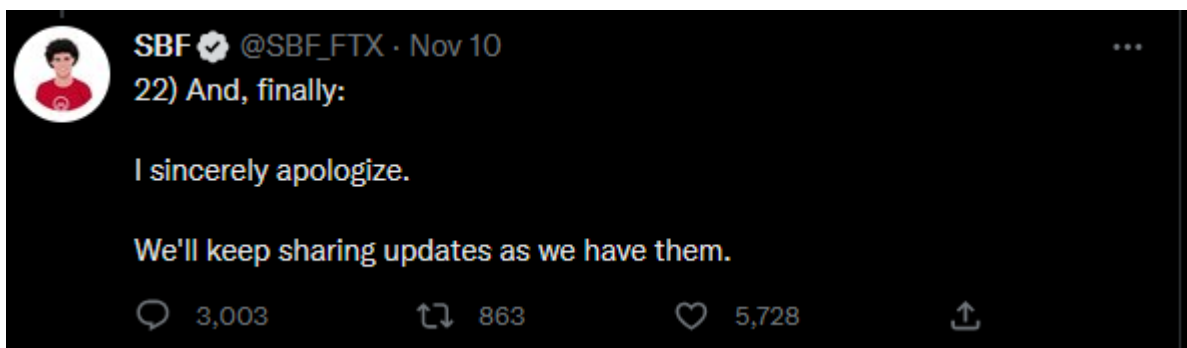 SBF @SBF_FTX · Nov 10
22) And, finally:
I sincerely apologize.
We'll keep sharing updates as we have them.
3,003 863 5,728